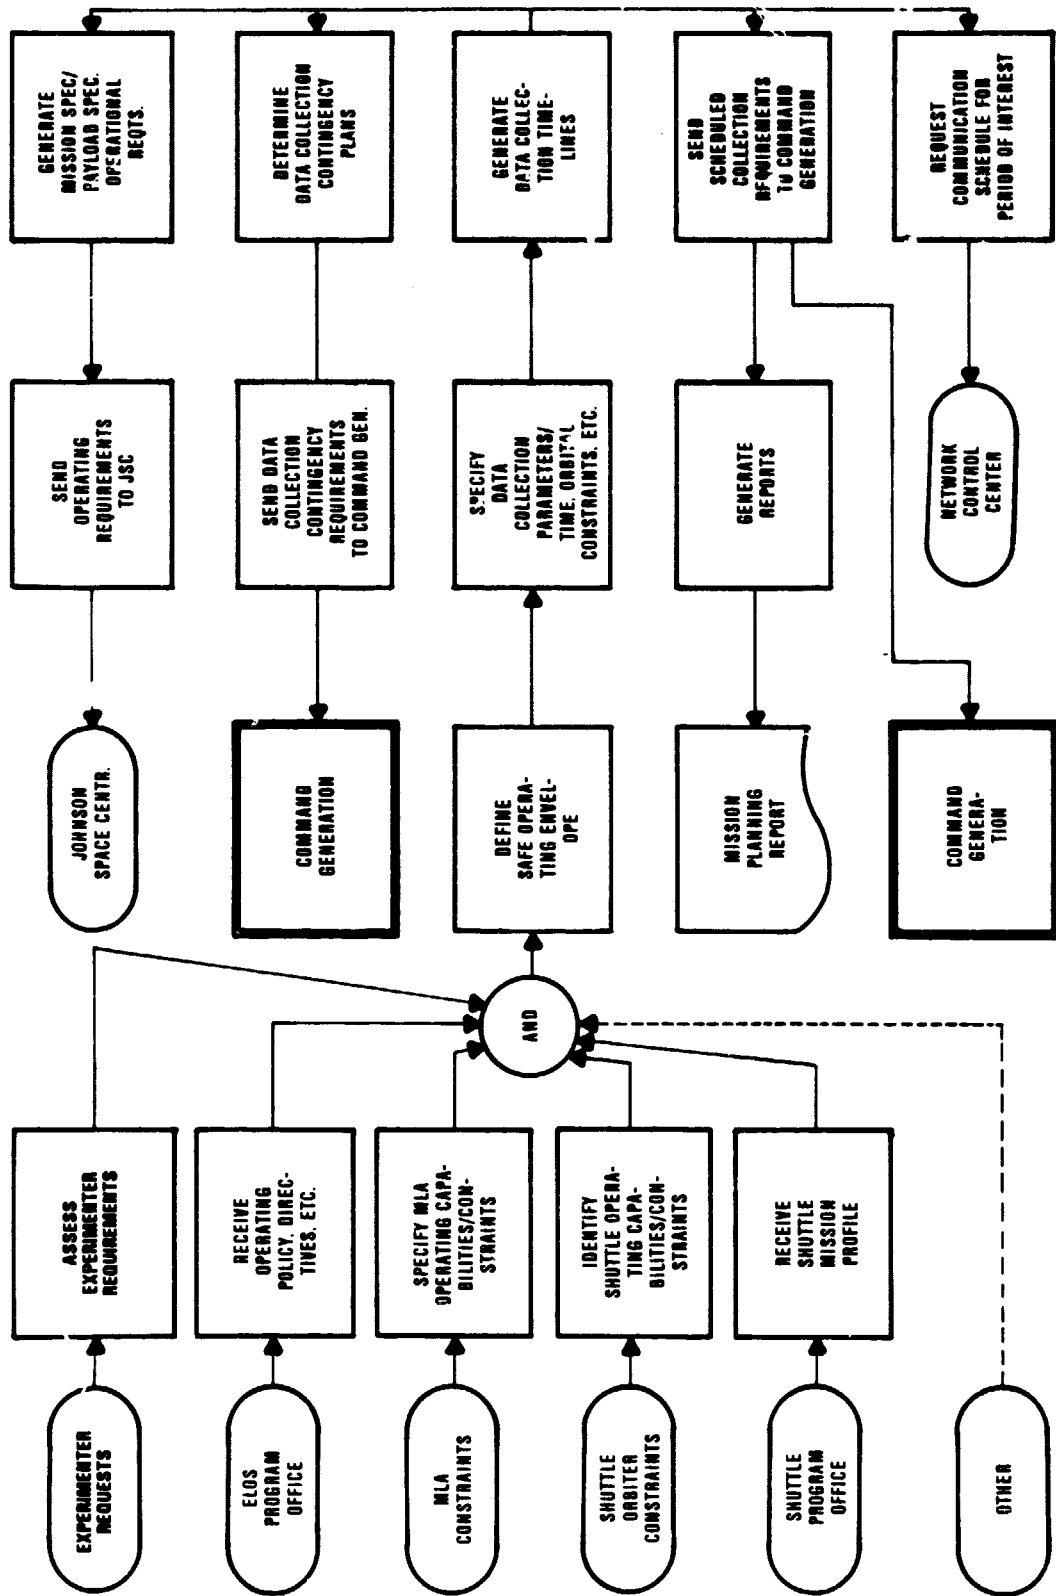 EXPERIMENTER
REQUESTS
ELOS
PROGRAM
OFFICE
MLA
CONSTRAINTS
SHUTTLE
ORBITER
CONSTRAINTS
SHUTTLE
PROGRAM
OFFICE
OTHER
ASSESS
EXPERIMENTER
REQUIREMENTS
RECEIVE
OPERATING
POLICY, DIREC-
TIVES, ETC.
SPECIFY MLA
OPERATING CAPA-
BILITIES/CON-
STRAINTS
IDENTIFY
SHUTTLE OPERA-
TING CAPA-
BILITIES/CON-
STRAINTS
RECEIVE
SHUTTLE
MISSION
PROFILE
AND
JOHNSON
SPACE CENTR.
COMMAND
GENERATION
DEFINE
SAFE OPERA-
TING ENVEL-
OPE
MISSION
PLANNING
REPORT
COMMAND
GENERA-
TION
SEND
OPERATING
REQUIREMENTS
TO JSC
SEND DATA
COLLECTION
CONTINGENCY
REQUIREMENTS
TO COMMAND GEN.
SPECIFY
DATA
COLLECTION
PARAMETERS/
TIME, ORBITAL
CONSTRAINTS, ETC.
GENERATE
REPORTS
NETWORK
CONTROL
CENTER
GENERATE
MISSION SPEC/
PAYLOAD SPEC.
OPERATIONAL
REQTS.
DETERMINE
DATA COLLECTION
CONTINGENCY
PLANS
GENERATE
DATA COLLEC-
TION TIME-
LINES
SEND
SCHEDULED
COLLECTION
REQUIREMENTS
TO COMMAND
GENERATION
REQUEST
COMMUNICATION
SCHEDULE FOR
PERIOD OF INTEREST